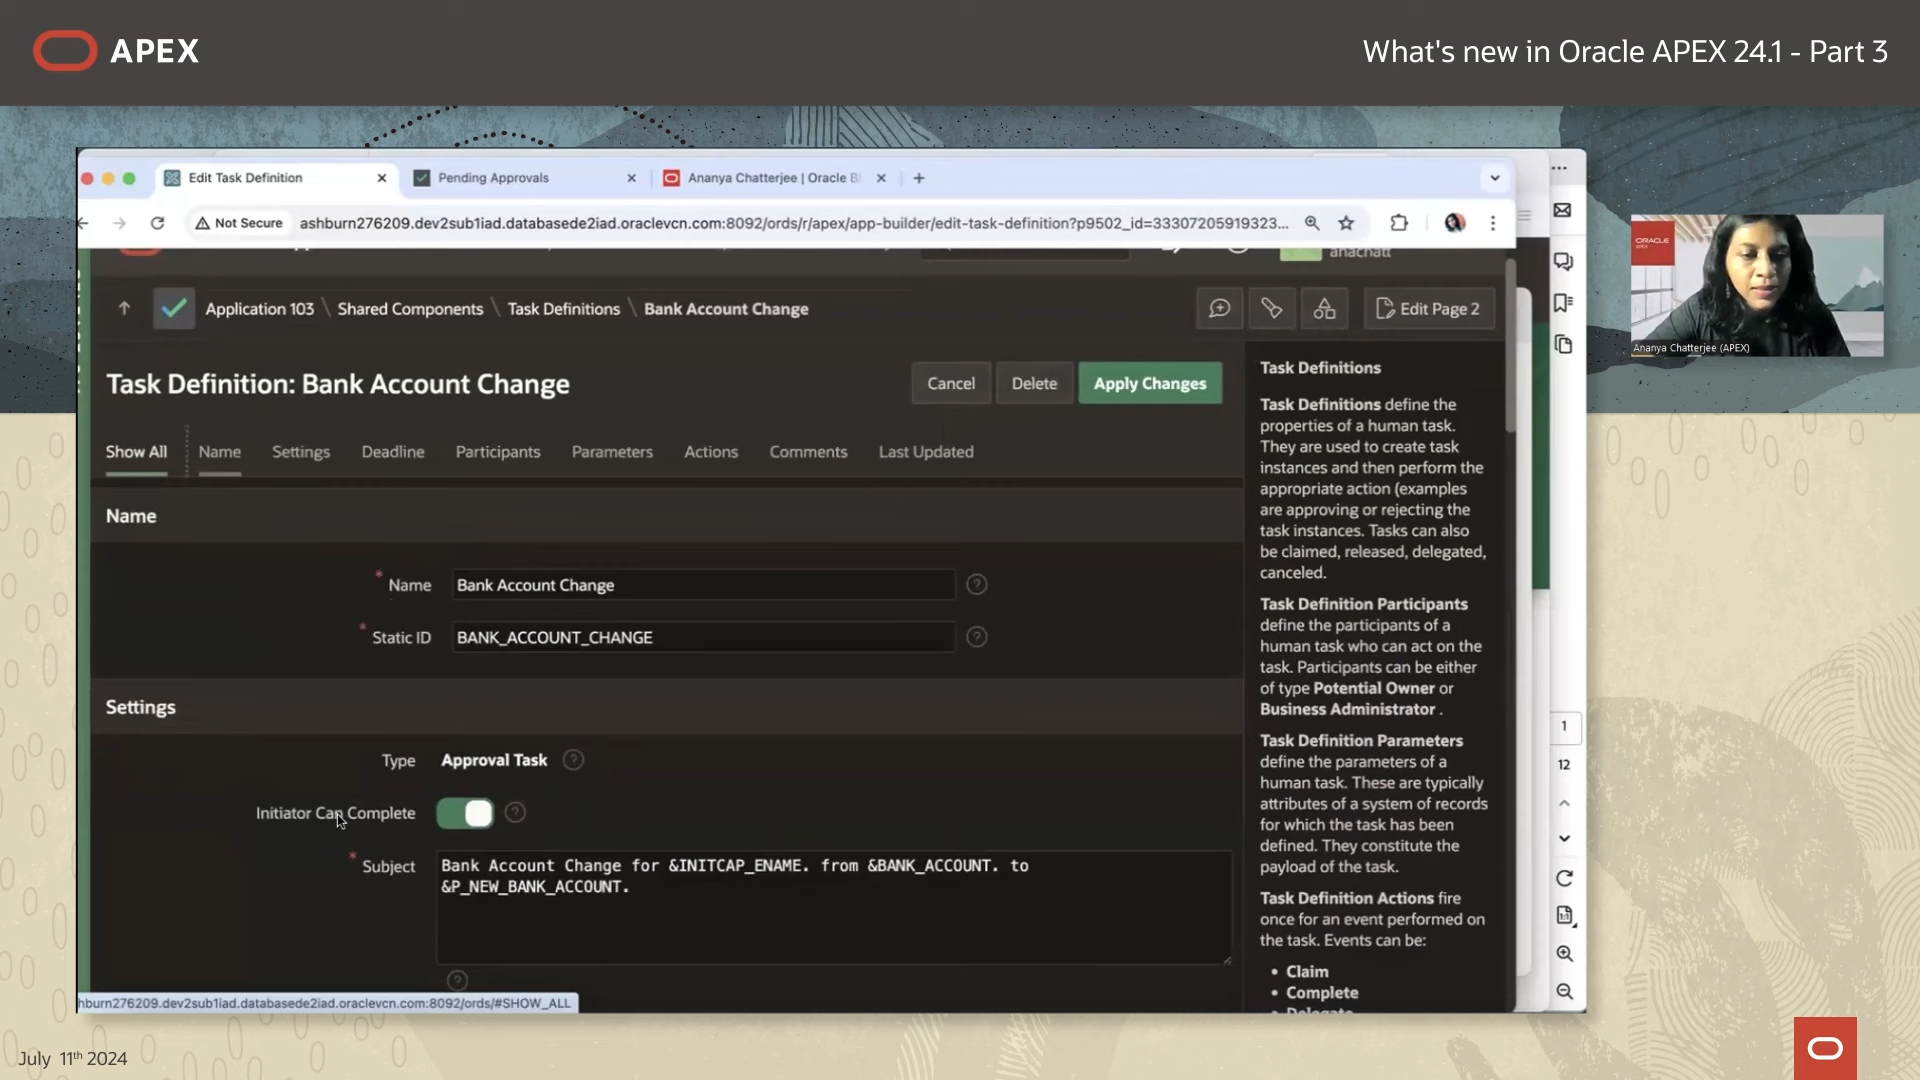 APEX
What's new in Oracle APEX 24.1 - Part 3
Edit Task Definition
Pending Approvals
Ananya Chatterjee | Oracle Bl
Not Secure
ashburn276209.dev2sub1iad.databasede2iad.oraclevcn.com:8092/ords/r/apex/app-builder/edit-task-definition?p9502_id=33307205919323...
anachatt
Application 103 \ Shared Components \ Task Definitions \ Bank Account Change
Edit Page 2
Task Definition: Bank Account Change
Cancel
Delete
Apply Changes
Show All
Name
Settings
Deadline
Participants
Parameters
Actions
Comments
Last Updated
Name
* Name
Bank Account Change
* Static ID
BANK_ACCOUNT_CHANGE
Settings
Type
Approval Task
Initiator Can Complete
* Subject
Bank Account Change for &INITCAP_ENAME. from &BANK_ACCOUNT. to
&P_NEW_BANK_ACCOUNT.
hburn276209.dev2sub1iad.databasede2iad.oraclevcn.com:8092/ords/#SHOW_ALL
Task Definitions
Task Definitions define the
properties of a human task.
They are used to create task
instances and then perform the
appropriate action (examples
are approving or rejecting the
task instances. Tasks can also
be claimed, released, delegated,
canceled.
Task Definition Participants
define the participants of a
human task who can act on the
task. Participants can be either
of type Potential Owner or
Business Administrator .
Task Definition Parameters
define the parameters of a
human task. These are typically
attributes of a system of records
for which the task has been
defined. They constitute the
payload of the task.
Task Definition Actions fire
once for an event performed on
the task. Events can be:
• Claim
• Complete
• Delegate
1
12
1:1
ORACLE
APEX
Ananya Chatterjee (APEX)
July 11th 2024